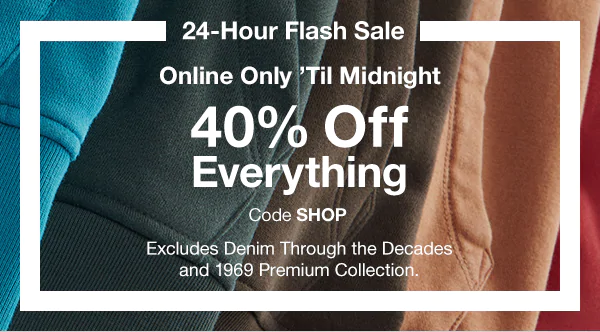 24-Hour Flash Sale
Online Only ’Til Midnight
40% Off
Everything
Code SHOP
Excludes Denim Through the Decades
and 1969 Premium Collection.